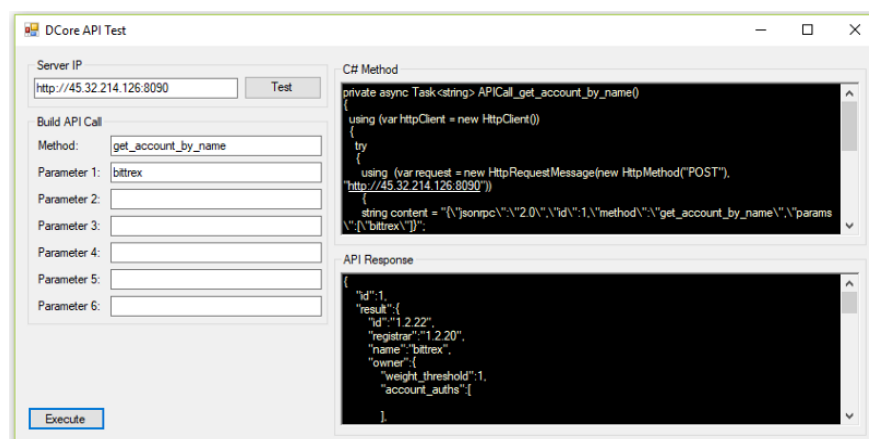 DCore API Test
Server IP
http://45.32.214.126:8090
Test
Build API Call
Method:
get_account_by_name
Parameter 1:
bittrex
Parameter 2:
Parameter 3:
Parameter 4:
Parameter 5:
Parameter 6:
Execute
C# Method
private async Task<string> APICall_get_account_by_name()
{
using (var httpClient = new HttpClient())
{
try
{
using (var request = new HttpRequestMessage(new HttpMethod("POST"),
"http://45.32.214.126:8090"))
{
string content = "{\"jsonrpc\":\"2.0\",\"id\":1,\"method\":\"get_account_by_name\",\"params
\":[\"bittrex\"]}";
API Response
{
"id":1,
"result":{
"id":"1.2.22",
"registrar":"1.2.20",
"name":"bittrex",
"owner":{
"weight_threshold":1,
"account_auths":[
],